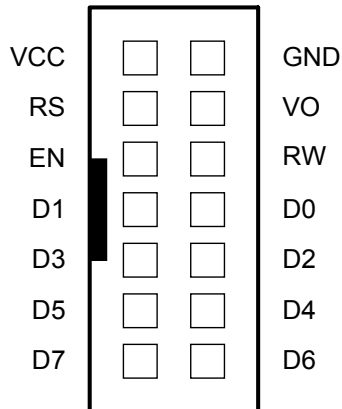 VCC GND
RS VO
EN RW
D1 D0
D3 D2
D5 D4
D7 D6